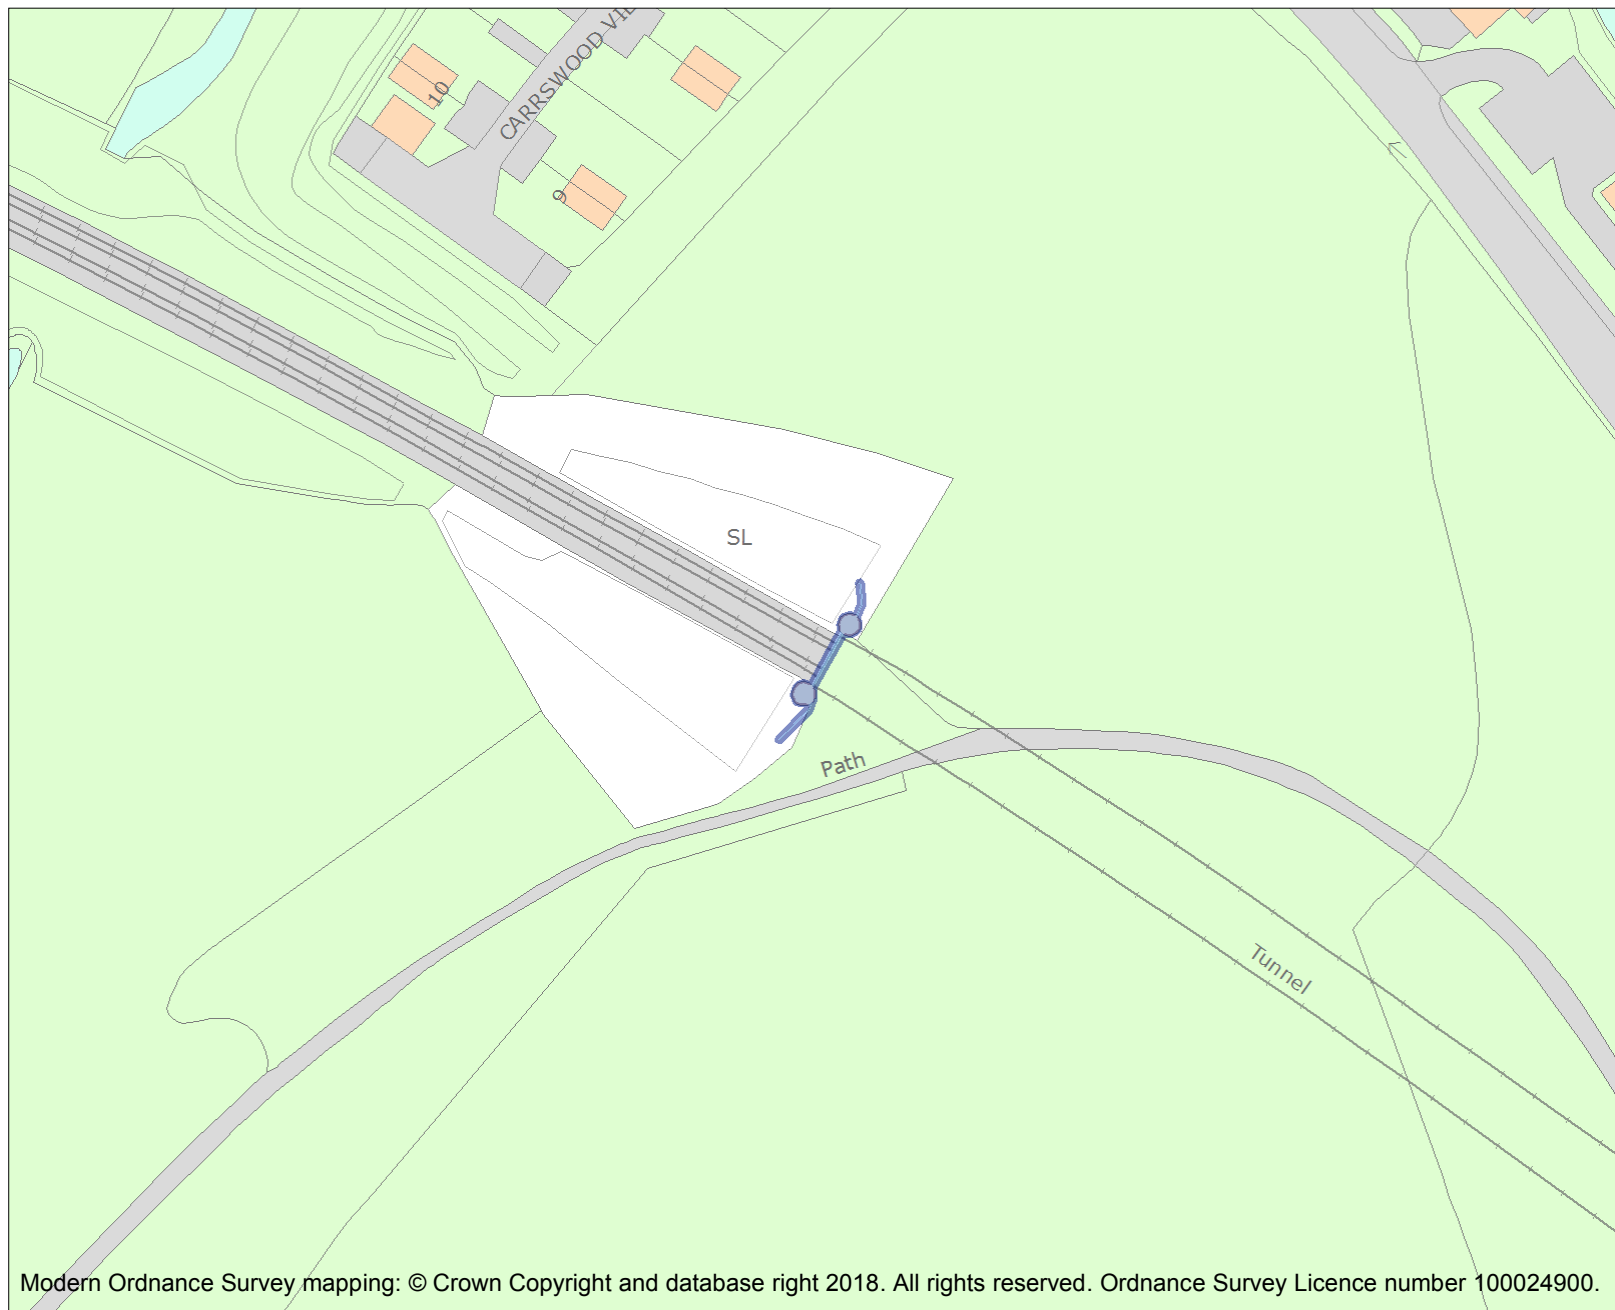 CARRSWOOD
10
9
SL
Path
Tunnel
Modern Ordnance Survey mapping: © Crown Copyright and database right 2018. All rights reserved. Ordnance Survey Licence number 100024900.